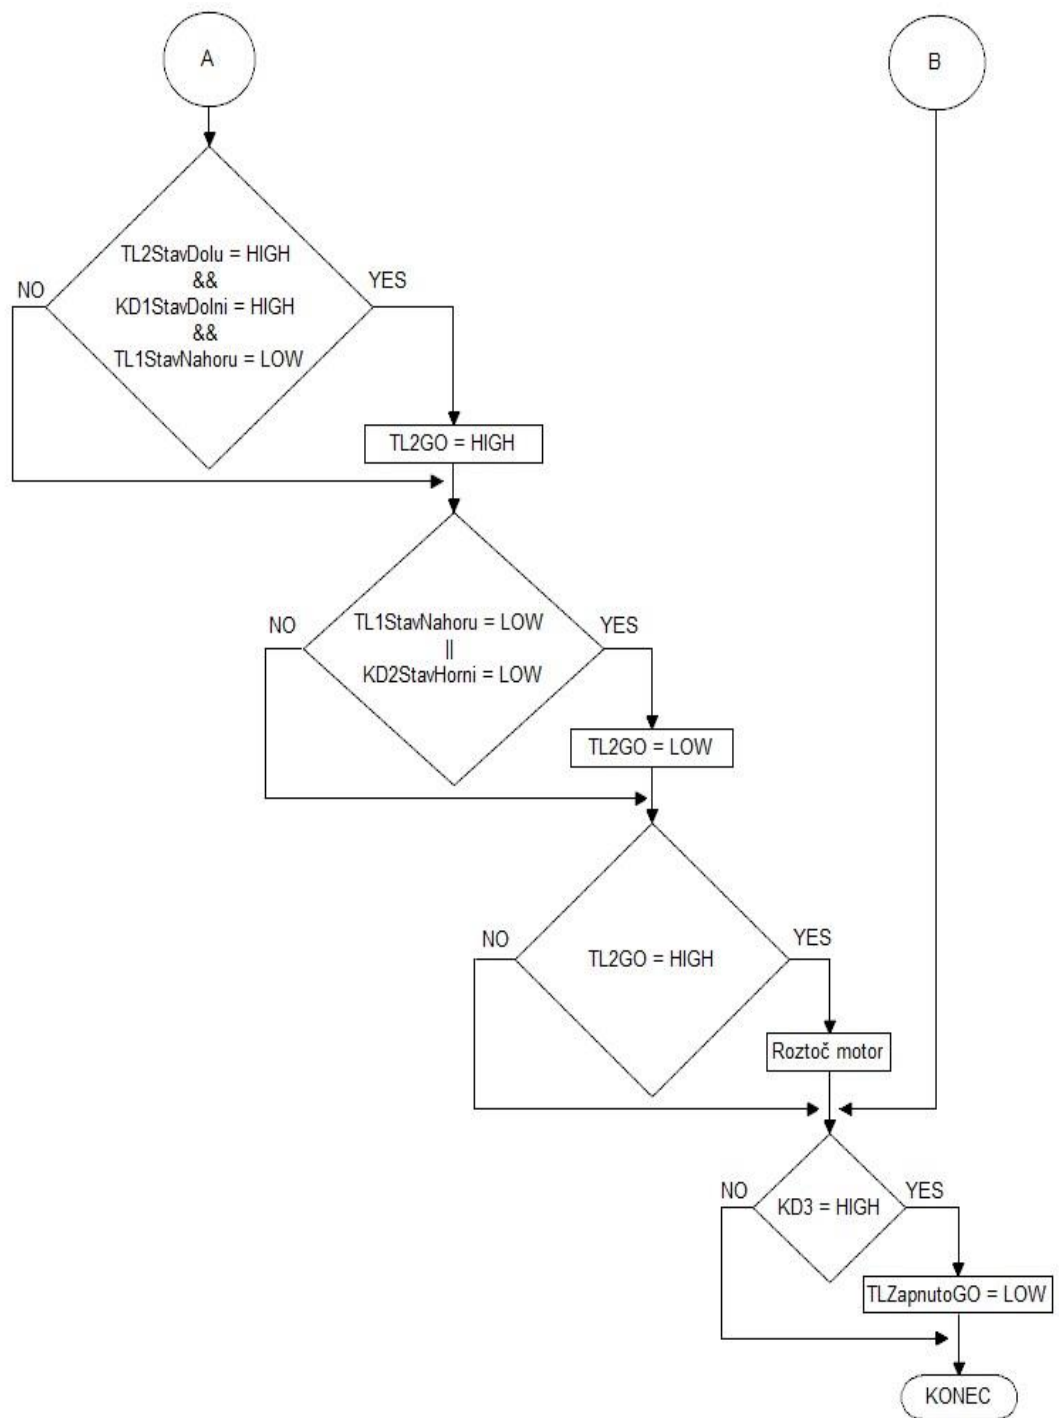 A
B
TL2StavDolu = HIGH
&&
KD1StavDolni = HIGH
&&
TL1StavNahoru = LOW
NO
YES
TL2GO = HIGH
TL1StavNahoru = LOW
||
KD2StavHorni = LOW
NO
YES
TL2GO = LOW
TL2GO = HIGH
NO
YES
Roztoč motor
KD3 = HIGH
NO
YES
TLZapnutoGO = LOW
KONEC